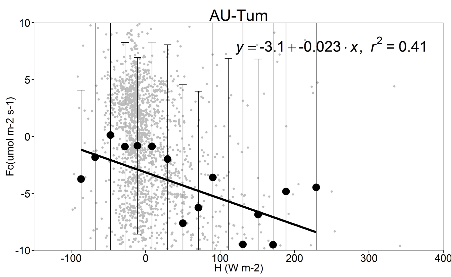 AU-Tum
y = -3.1 + -0.023 · x, r² = 0.41
Fc(umol m-2 s-1)
10
5
0
-5
-10
-100 0 100 200 300 400
H (W m-2)